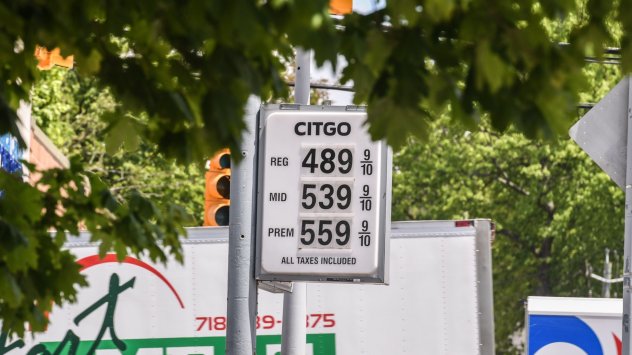 CITGO
REG 489 9/10
MID 539 9/10
PREM 559 9/10
ALL TAXES INCLUDED